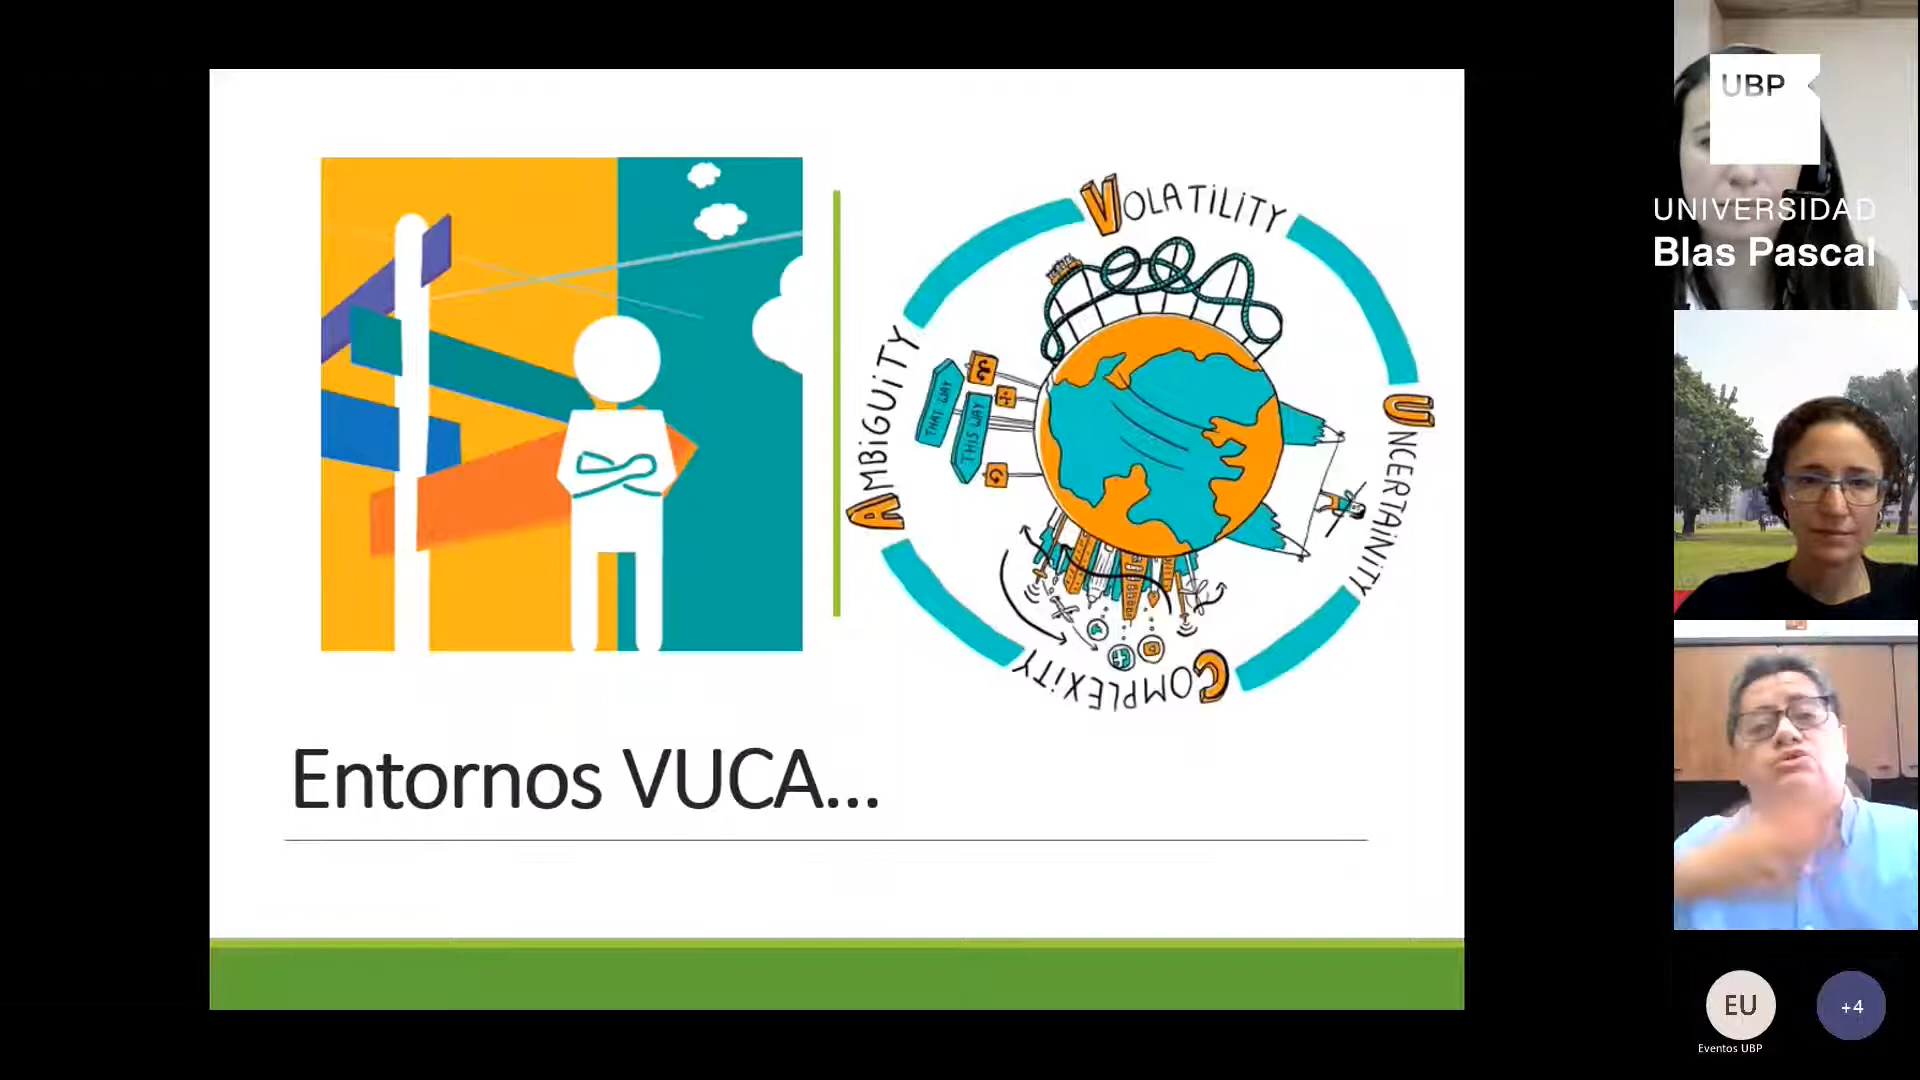 VOLATiLiTY
UNCERTAiNiTY
COMPLEXiTY
AMBiGUiTY
THAT WAY
THIS WAY
Entornos VUCA...
UBP
UNIVERSIDAD
Blas Pascal
EU
+4
Eventos UBP